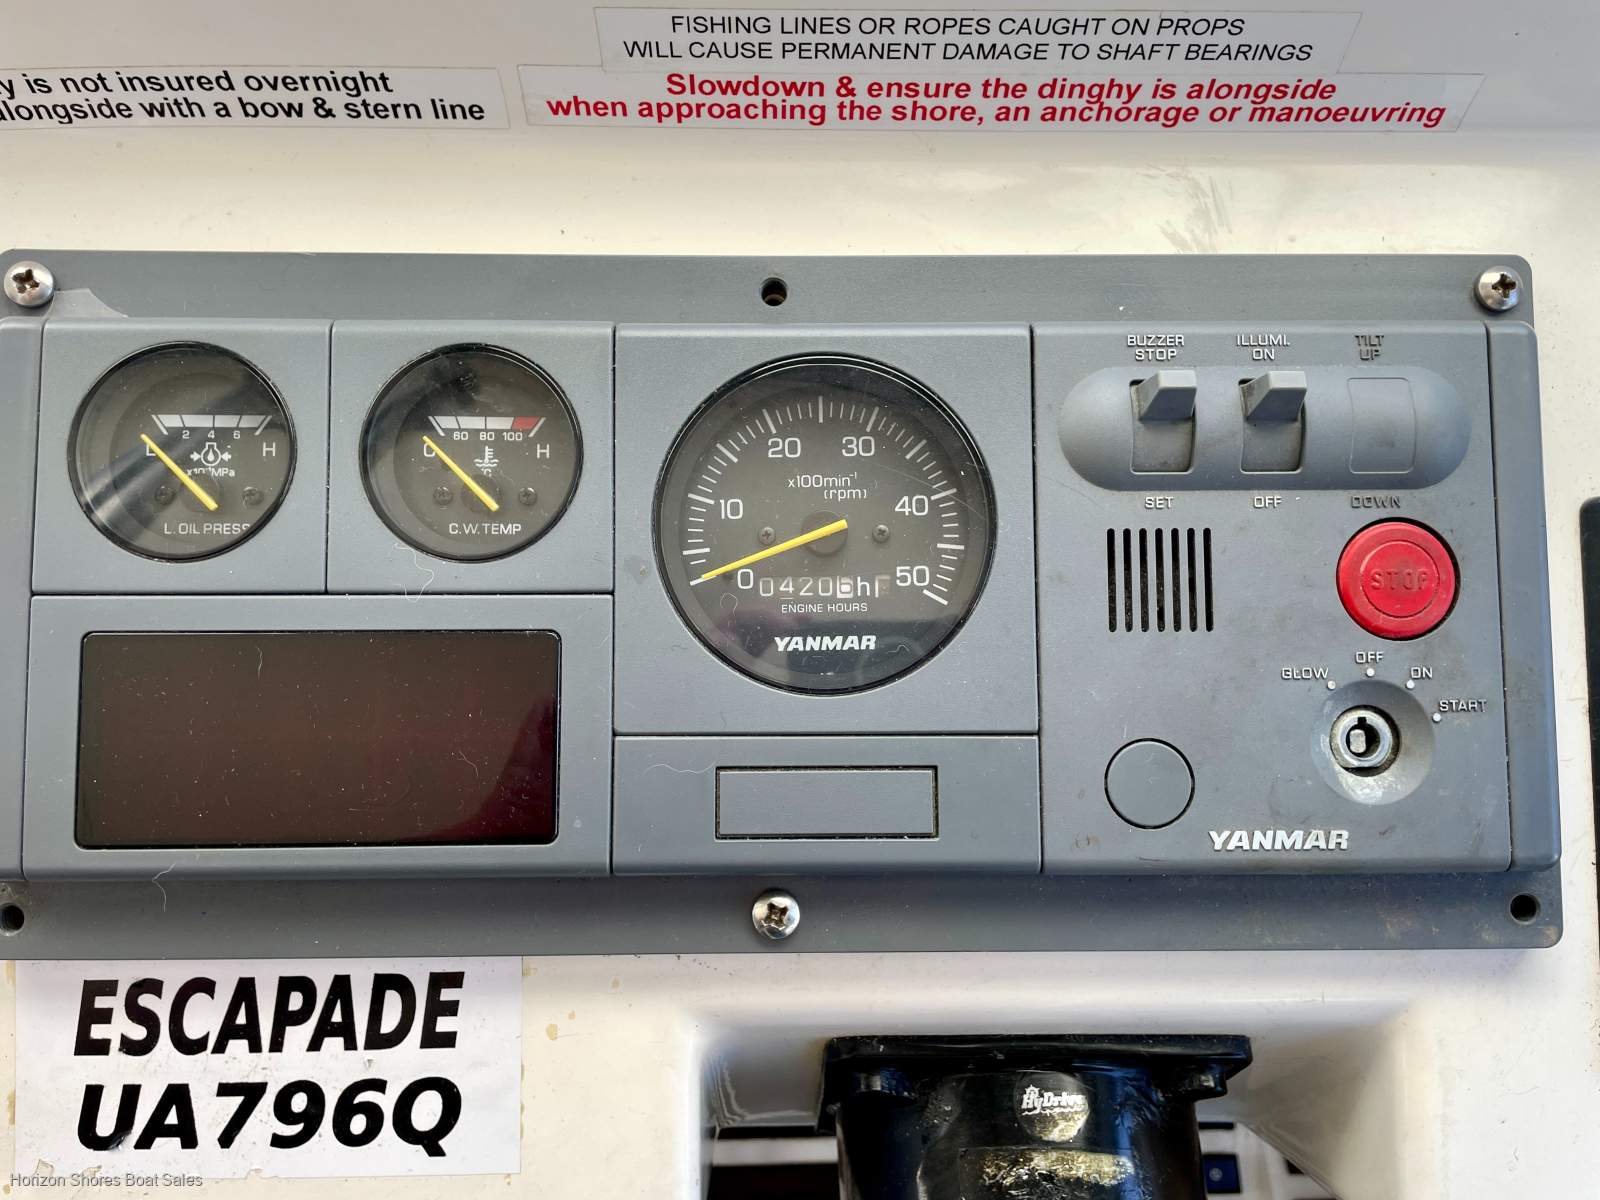 FISHING LINES OR ROPES CAUGHT ON PROPS
WILL CAUSE PERMANENT DAMAGE TO SHAFT BEARINGS
y is not insured overnight
alongside with a bow & stern line
Slowdown & ensure the dinghy is alongside
when approaching the shore, an anchorage or manoeuvring
2 4 6
L H
MPa
L. OIL PRESS
60 80 100
C H
°C
C.W. TEMP
0 10 20 30 40 50
x100min⁻¹
(rpm)
04206h
ENGINE HOURS
YANMAR
BUZZER STOP
ILLUMI. ON
TILT UP
SET OFF DOWN
STOP
GLOW OFF ON START
YANMAR
ESCAPADE
UA796Q
HyDrive
Horizon Shores Boat Sales